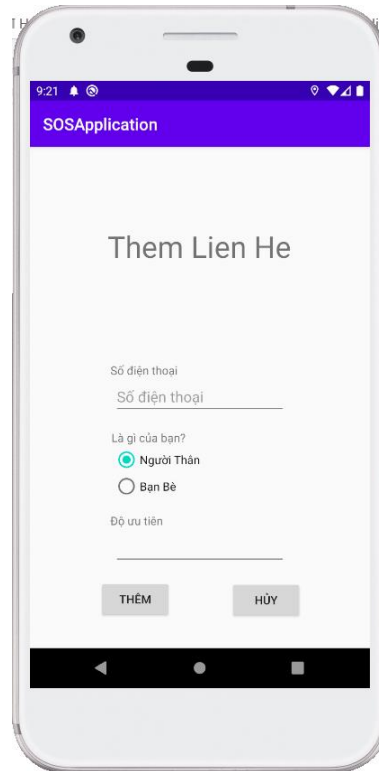 9:21
SOSApplication
Them Lien He
Số điện thoại
Số điện thoại
Là gì của bạn?
Người Thân
Bạn Bè
Độ ưu tiên
THÊM
HỦY